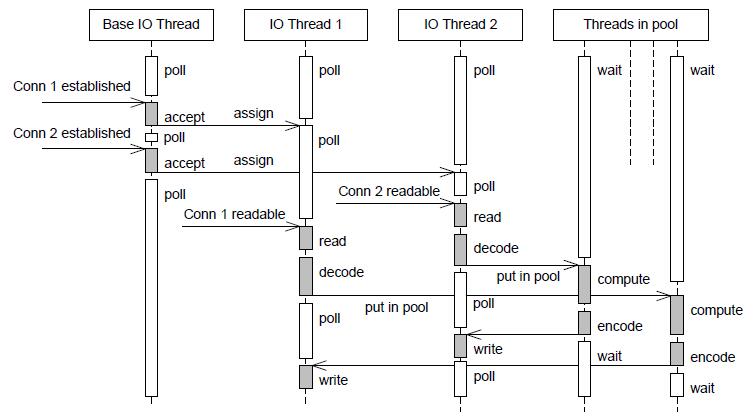 Base IO Thread
IO Thread 1
IO Thread 2
Threads in pool
poll
poll
poll
wait
wait
Conn 1 established
accept
assign
Conn 2 established
poll
poll
accept
assign
poll
poll
Conn 2 readable
Conn 1 readable
read
read
decode
decode
put in pool
compute
put in pool
poll
compute
poll
encode
write
wait
encode
write
poll
wait